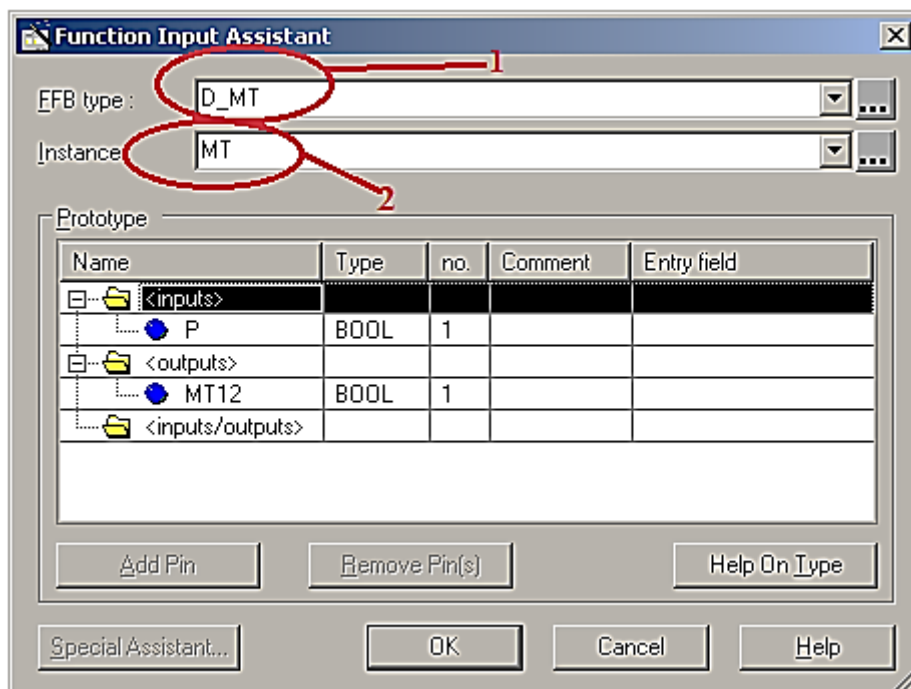 Function Input Assistant
1
FFB type : D_MT ...
Instance MT ...
2
Prototype
Name Type no. Comment Entry field
<inputs>
P BOOL 1
<outputs>
MT12 BOOL 1
<inputs/outputs>
Add Pin Remove Pin(s) Help On Type
Special Assistant... OK Cancel Help